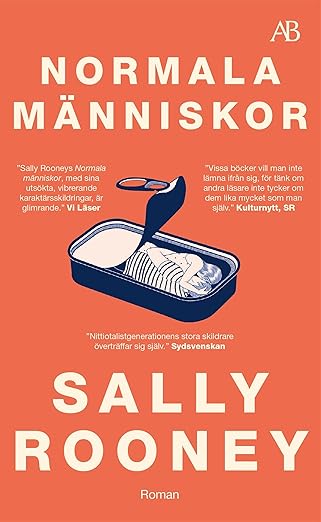 AB
NORMALA
MÄNNISKOR
"Sally Rooneys Normala
människor, med sina
utsökta, vibrerande
karaktärsskildringar, är
glimrande." Vi Läser
"Vissa böcker vill man inte
lämna ifrån sig, för tänk om
andra läsare inte tycker om
dem lika mycket som man
själv." Kulturnytt, SR
"Nittiotalistgenerationens stora skildrare
överträffar sig själv." Sydsvenskan
SALLY
ROONEY
Roman